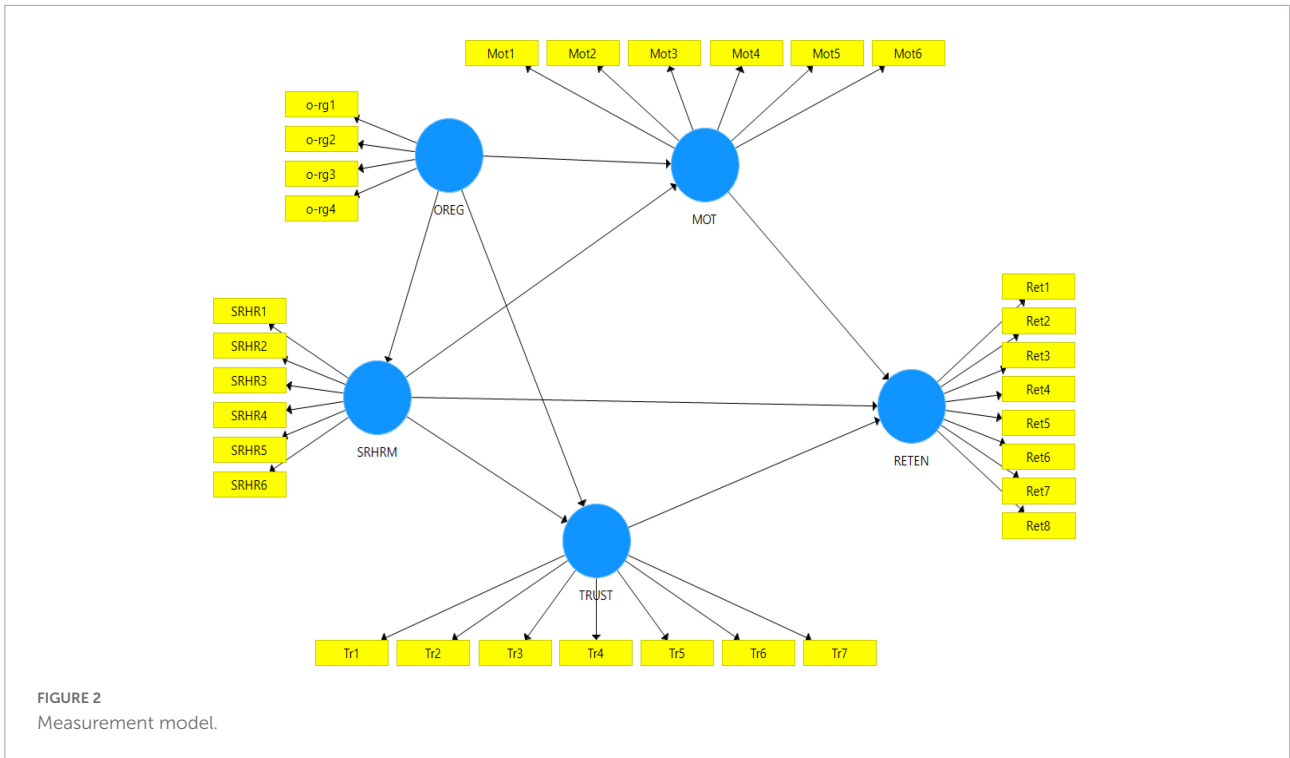 Mot1 Mot2 Mot3 Mot4 Mot5 Mot6
o-rg1
o-rg2
o-rg3
o-rg4
OREG
MOT
SRHR1
SRHR2
SRHR3
SRHR4
SRHR5
SRHR6
SRHRM
Ret1
Ret2
Ret3
Ret4
Ret5
Ret6
Ret7
Ret8
RETEN
TRUST
Tr1 Tr2 Tr3 Tr4 Tr5 Tr6 Tr7
FIGURE 2
Measurement model.